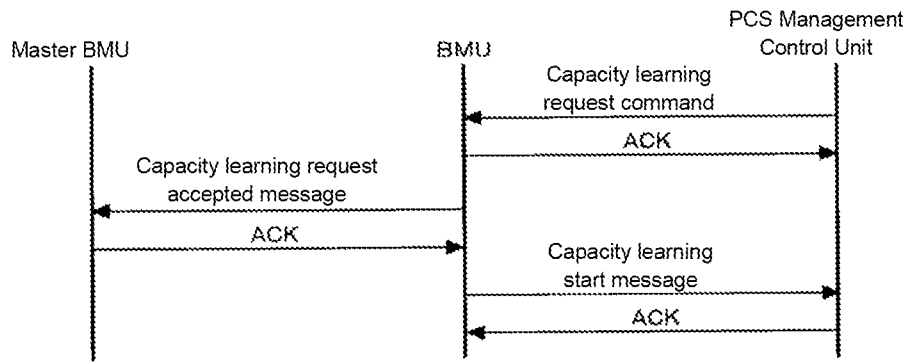 PCS Management
Control Unit
Master BMU
BMU
Capacity learning
request command
ACK
Capacity learning request
accepted message
ACK
Capacity learning
start message
ACK